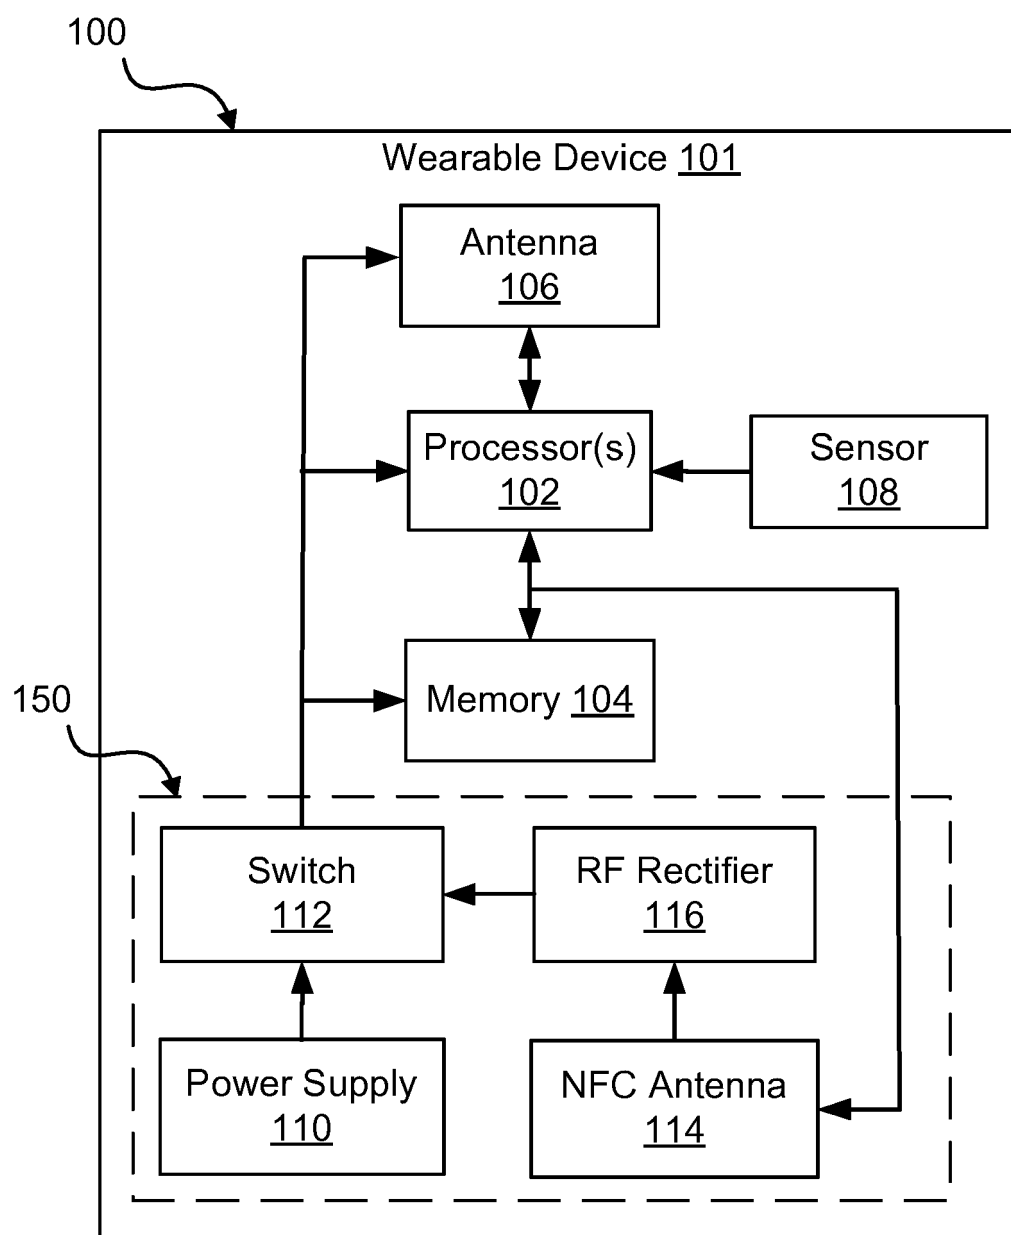 100
Wearable Device 101
Antenna
106
Processor(s)
102
Sensor
108
Memory 104
150
Switch
112
RF Rectifier
116
Power Supply
110
NFC Antenna
114